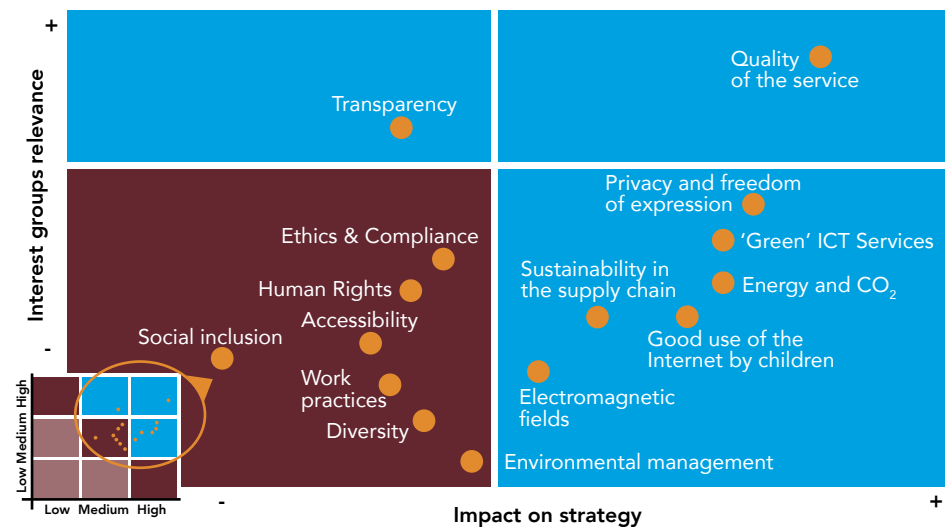 +
Interest groups relevance
-
Quality
of the service
Transparency
Privacy and freedom
of expression
Ethics & Compliance
'Green' ICT Services
Sustainability in
the supply chain
Human Rights
Energy and CO₂
Accessibility
Social inclusion
Good use of the
Internet by children
Work
practices
Electromagnetic
fields
Diversity
Environmental management
Low Medium High
Low Medium High
-
Impact on strategy
+